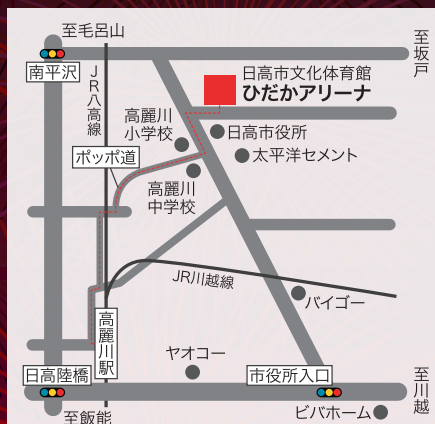 至毛呂山
至坂戸
南平沢
JR八高線
日高市文化体育館
ひだかアリーナ
高麗川
小学校
日高市役所
ポッポ道
太平洋セメント
高麗川
中学校
JR川越線
バイゴー
高麗川駅
ヤオコー
日高陸橋
市役所入口
至川越
至飯能
ビバホーム